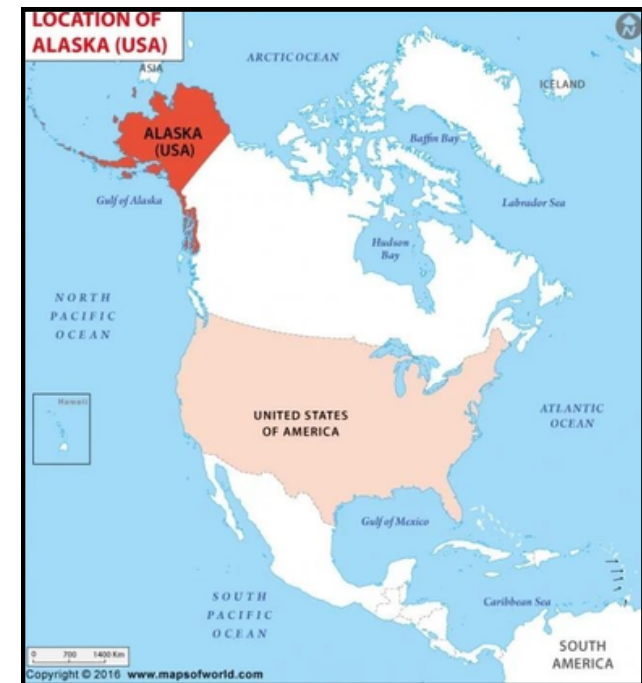 LOCATION OF
ALASKA (USA)
N
ASIA
ARCTIC OCEAN
ICELAND
ALASKA
(USA)
Baffin Bay
Gulf of Alaska
Labrador Sea
Hudson
Bay
NORTH
PACIFIC
OCEAN
Hawaii
UNITED STATES
OF AMERICA
ATLANTIC
OCEAN
Gulf of Mexico
SOUTH
PACIFIC
OCEAN
Caribbean Sea
SOUTH
AMERICA
0 700 1400 Km
Copyright © 2016 www.mapsofworld.com